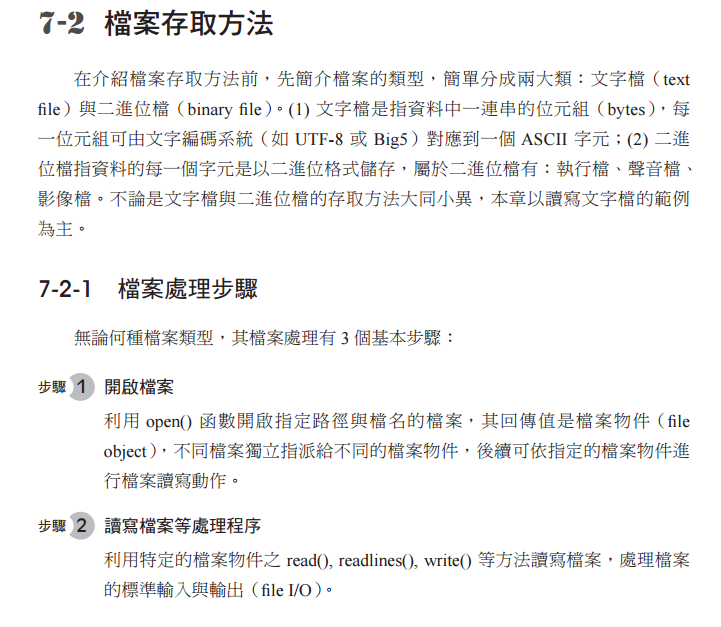 7-2 檔案存取方法
在介紹檔案存取方法前，先簡介檔案的類型，簡單分成兩大類：文字檔（text
file）與二進位檔（binary file）。(1) 文字檔是指資料中一連串的位元組（bytes），每
一位元組可由文字編碼系統（如 UTF-8 或 Big5）對應到一個 ASCII 字元；(2) 二進
位檔指資料的每一個字元是以二進位格式儲存，屬於二進位檔有：執行檔、聲音檔、
影像檔。不論是文字檔與二進位檔的存取方法大同小異，本章以讀寫文字檔的範例
為主。
7-2-1 檔案處理步驟
無論何種檔案類型，其檔案處理有 3 個基本步驟：
步驟 1 開啟檔案
利用 open() 函數開啟指定路徑與檔名的檔案，其回傳值是檔案物件（file
object），不同檔案獨立指派給不同的檔案物件，後續可依指定的檔案物件進
行檔案讀寫動作。
步驟 2 讀寫檔案等處理程序
利用特定的檔案物件之 read(), readlines(), write() 等方法讀寫檔案，處理檔案
的標準輸入與輸出（file I/O）。